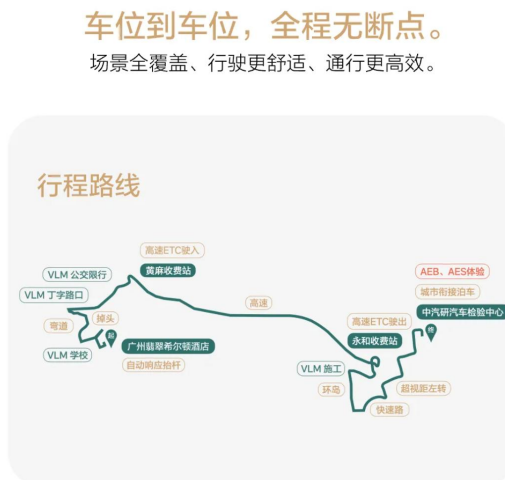 车位到车位，全程无断点。
场景全覆盖、行驶更舒适、通行更高效。
行程路线
高速ETC驶入
黄麻收费站
VLM 公交限行
VLM 丁字路口
弯道
掉头
起
VLM 学校
广州翡翠希尔顿酒店
自动响应抬杆
高速
AEB、AES体验
城市衔接泊车
中汽研汽车检验中心
终
高速ETC驶出
永和收费站
VLM 施工
环岛
超视距左转
快速路